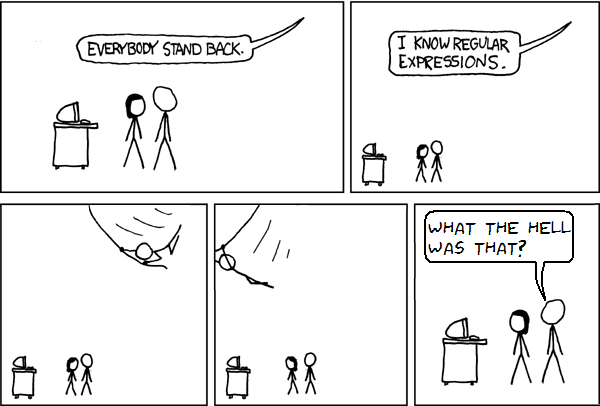 EVERYBODY STAND BACK.
I KNOW REGULAR
EXPRESSIONS.
WHAT THE HELL
WAS THAT?